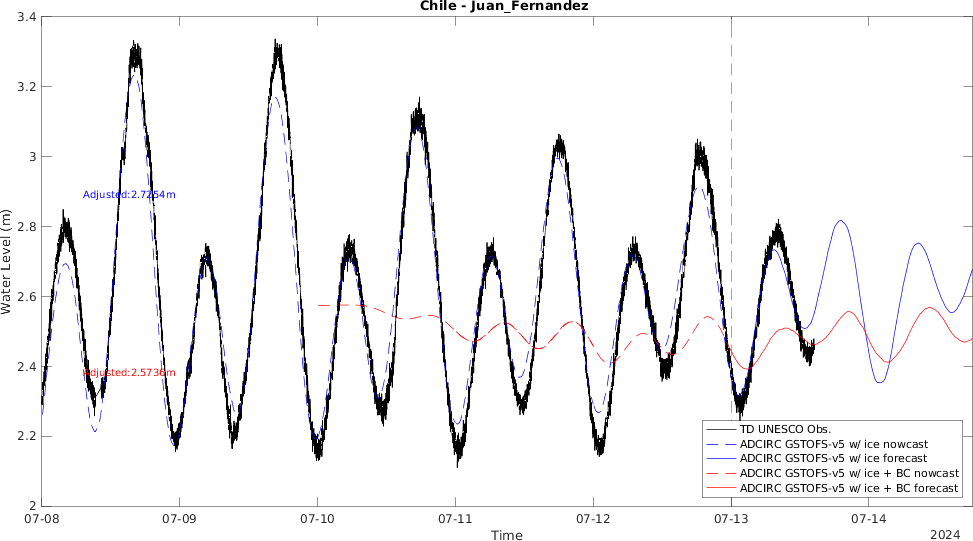 Chile - Juan_Fernandez
3.4
3.2
3
2.8
2.6
2.4
2.2
2
Water Level (m)
Adjusted:2.7254m
Adjusted:2.5736m
TD UNESCO Obs.
ADCIRC GSTOFS-v5 w/ ice nowcast
ADCIRC GSTOFS-v5 w/ ice forecast
ADCIRC GSTOFS-v5 w/ ice + BC nowcast
ADCIRC GSTOFS-v5 w/ ice + BC forecast
07-08 07-09 07-10 07-11 07-12 07-13 07-14
Time
2024